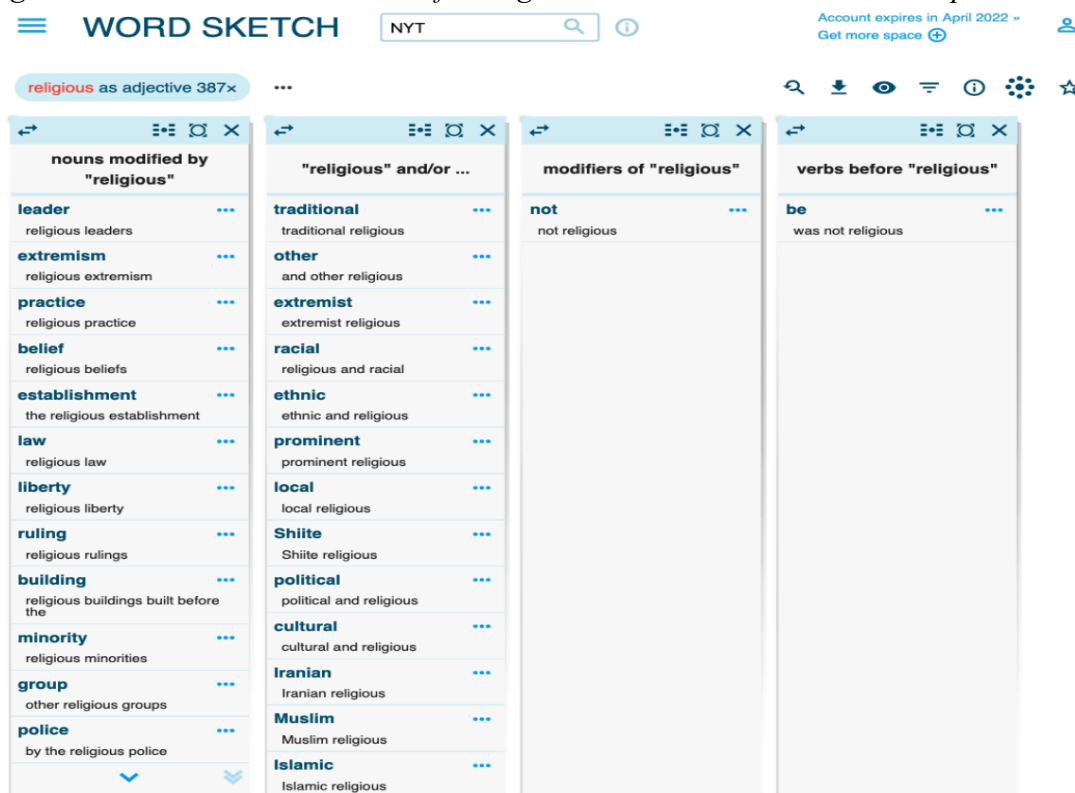 WORD SKETCH
NYT
Account expires in April 2022 »
Get more space
religious as adjective 387×
nouns modified by
"religious"
leader
religious leaders
extremism
religious extremism
practice
religious practice
belief
religious beliefs
establishment
the religious establishment
law
religious law
liberty
religious liberty
ruling
religious rulings
building
religious buildings built before
the
minority
religious minorities
group
other religious groups
police
by the religious police
"religious" and/or ...
traditional
traditional religious
other
and other religious
extremist
extremist religious
racial
religious and racial
ethnic
ethnic and religious
prominent
prominent religious
local
local religious
Shiite
Shiite religious
political
political and religious
cultural
cultural and religious
Iranian
Iranian religious
Muslim
Muslim religious
Islamic
Islamic religious
modifiers of "religious"
not
not religious
verbs before "religious"
be
was not religious